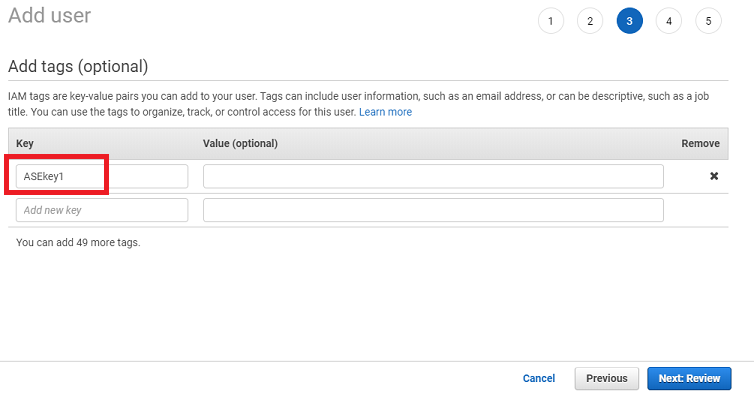 Add user
1 2 3 4 5
Add tags (optional)
IAM tags are key-value pairs you can add to your user. Tags can include user information, such as an email address, or can be descriptive, such as a job
title. You can use the tags to organize, track, or control access for this user. Learn more
Key Value (optional) Remove
ASEkey1
Add new key
You can add 49 more tags.
Cancel Previous Next: Review